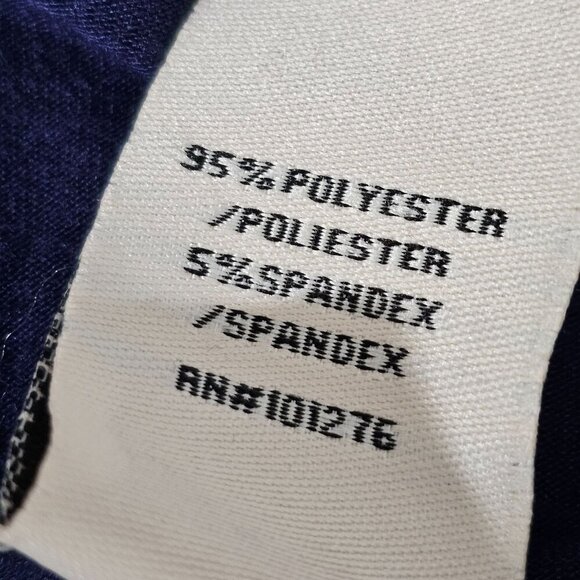 95% POLYESTER
/POLIESTER
5%SPANDEX
/SPANDEX
RN#101276